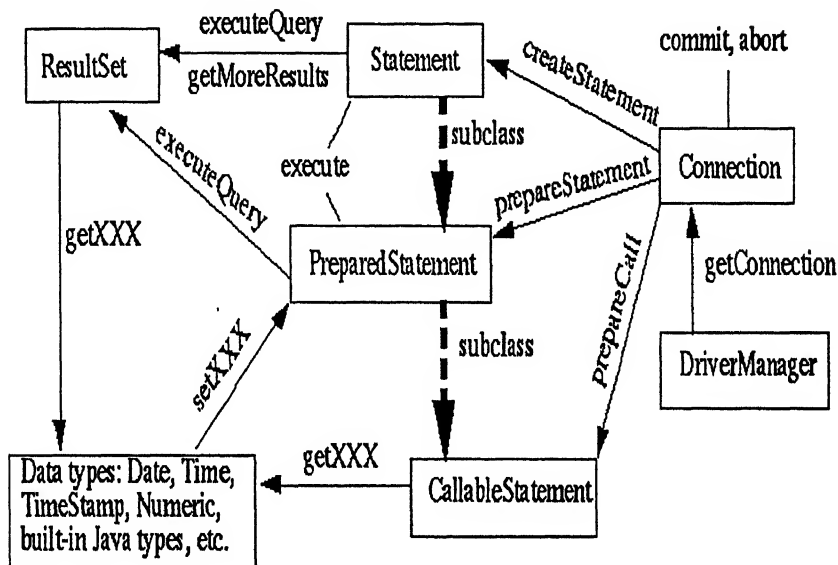 executeQuery
commit, abort
ResultSet
Statement
createStatement
getMoreResults
subclass
executeQuery
execute
Connection
prepareStatement
getXXX
PreparedStatement
getConnection
prepareCall
setXXX
subclass
DriverManager
Data types: Date, Time,
TimeStamp, Numeric,
built-in Java types, etc.
getXXX
CallableStatement